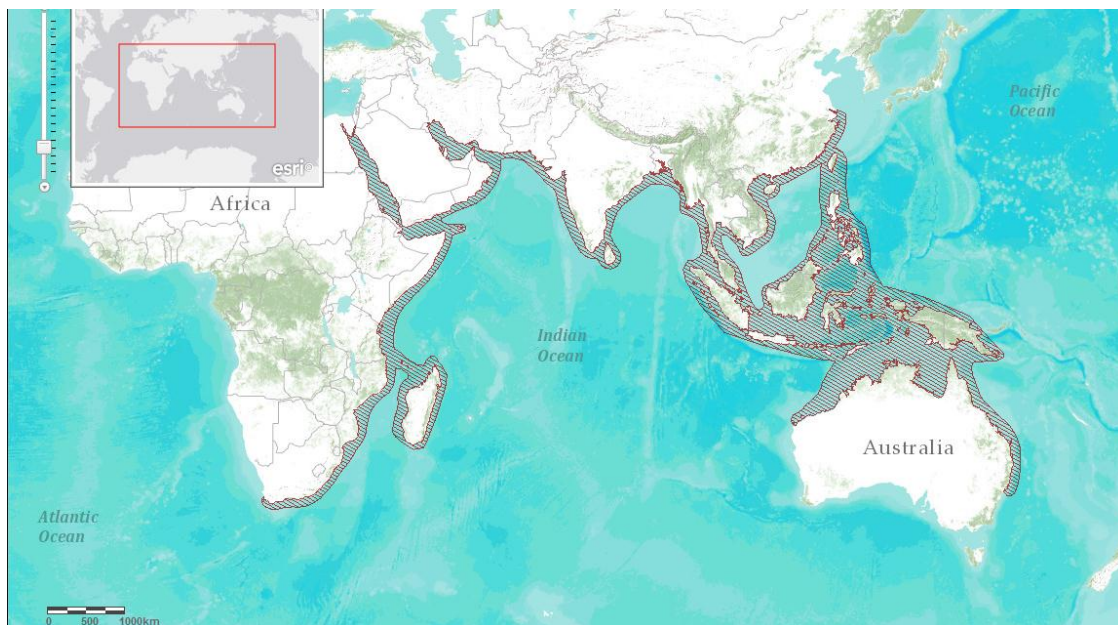 esri
Africa
Pacific
Ocean
Indian
Ocean
Australia
Atlantic
Ocean
0 500 1000km